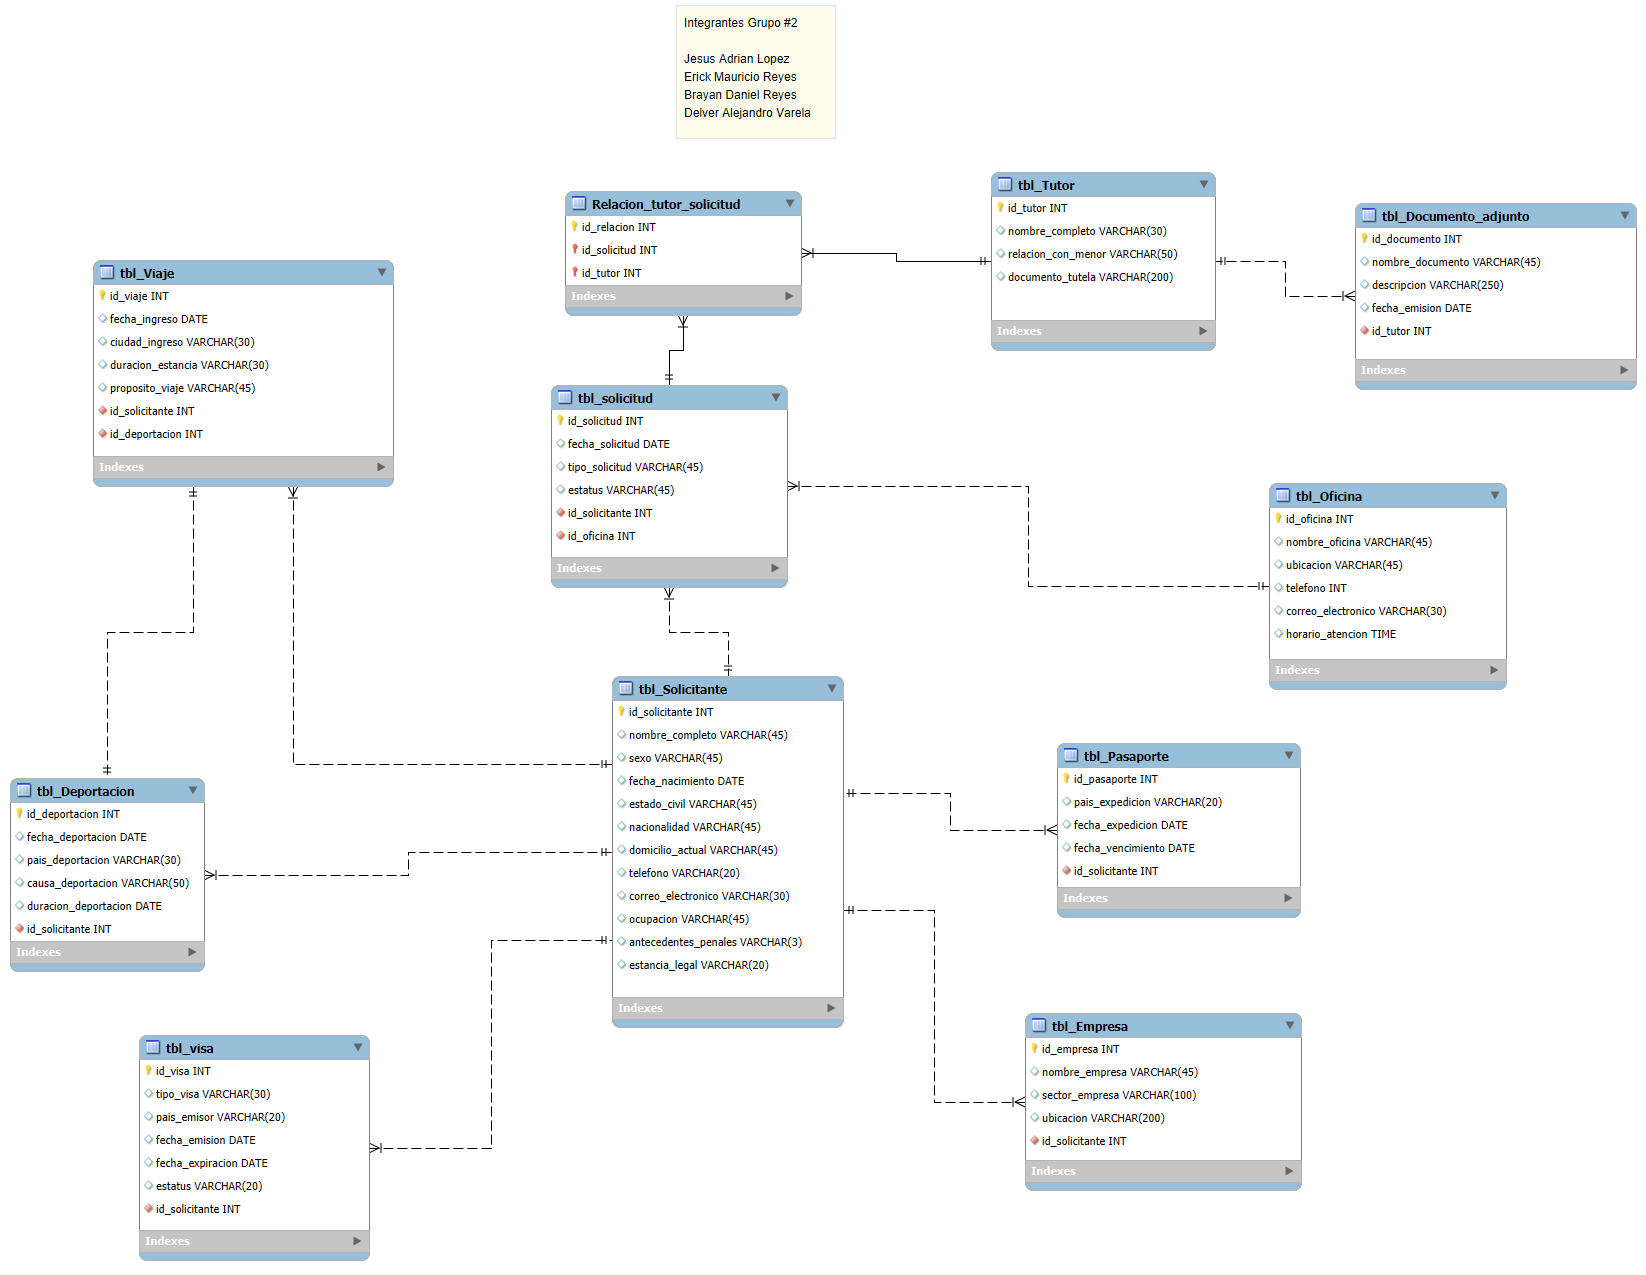 Integrantes Grupo #2
Jesus Adrian Lopez
Erick Mauricio Reyes
Brayan Daniel Reyes
Delver Alejandro Varela
tbl_Tutor
id_tutor INT
nombre_completo VARCHAR(30)
relacion_con_menor VARCHAR(50)
documento_tutela VARCHAR(200)
Indexes
Relacion_tutor_solicitud
id_relacion INT
id_solicitud INT
id_tutor INT
Indexes
tbl_Documento_adjunto
id_documento INT
nombre_documento VARCHAR(45)
descripcion VARCHAR(250)
fecha_emision DATE
id_tutor INT
Indexes
tbl_Viaje
id_viaje INT
fecha_ingreso DATE
ciudad_ingreso VARCHAR(30)
duracion_estancia VARCHAR(30)
proposito_viaje VARCHAR(45)
id_solicitante INT
id_deportacion INT
Indexes
tbl_solicitud
id_solicitud INT
fecha_solicitud DATE
tipo_solicitud VARCHAR(45)
estatus VARCHAR(45)
id_solicitante INT
id_oficina INT
Indexes
tbl_Oficina
id_oficina INT
nombre_oficina VARCHAR(45)
ubicacion VARCHAR(45)
telefono INT
correo_electronico VARCHAR(30)
horario_atencion TIME
Indexes
tbl_Solicitante
id_solicitante INT
nombre_completo VARCHAR(45)
sexo VARCHAR(45)
fecha_nacimiento DATE
estado_civil VARCHAR(45)
nacionalidad VARCHAR(45)
domicilio_actual VARCHAR(45)
telefono VARCHAR(20)
correo_electronico VARCHAR(30)
ocupacion VARCHAR(45)
antecedentes_penales VARCHAR(3)
estancia_legal VARCHAR(20)
Indexes
tbl_Pasaporte
id_pasaporte INT
pais_expedicion VARCHAR(20)
fecha_expedicion DATE
fecha_vencimiento DATE
id_solicitante INT
Indexes
tbl_Deportacion
id_deportacion INT
fecha_deportacion DATE
pais_deportacion VARCHAR(30)
causa_deportacion VARCHAR(50)
duracion_deportacion DATE
id_solicitante INT
Indexes
tbl_Empresa
id_empresa INT
nombre_empresa VARCHAR(45)
sector_empresa VARCHAR(100)
ubicacion VARCHAR(200)
id_solicitante INT
Indexes
tbl_visa
id_visa INT
tipo_visa VARCHAR(30)
pais_emisor VARCHAR(20)
fecha_emision DATE
fecha_expiracion DATE
estatus VARCHAR(20)
id_solicitante INT
Indexes